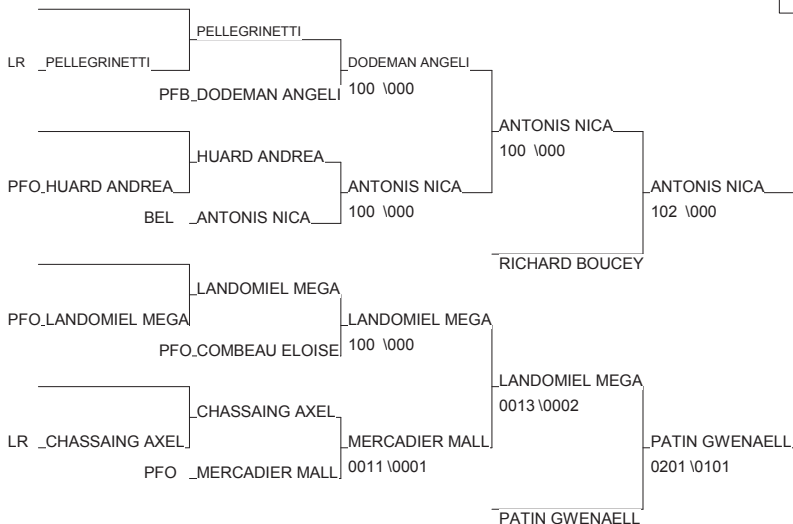 PELLEGRINETTI
LR PELLEGRINETTI DODEMAN ANGELI
PFB DODEMAN ANGELI 100 \000
ANTONIS NICA
100 \000
HUARD ANDREA
PFO HUARD ANDREA ANTONIS NICA ANTONIS NICA
102 \000
BEL ANTONIS NICA 100 \000
RICHARD BOUCEY
LANDOMIEL MEGA
PFO LANDOMIEL MEGA LANDOMIEL MEGA
PFO COMBEAU ELOISE 100 \000
LANDOMIEL MEGA
0013 \0002
CHASSAING AXEL
LR CHASSAING AXEL MERCADIER MALL PATIN GWENAELL
PFO MERCADIER MALL 0011 \0001 0201 \0101
PATIN GWENAELL